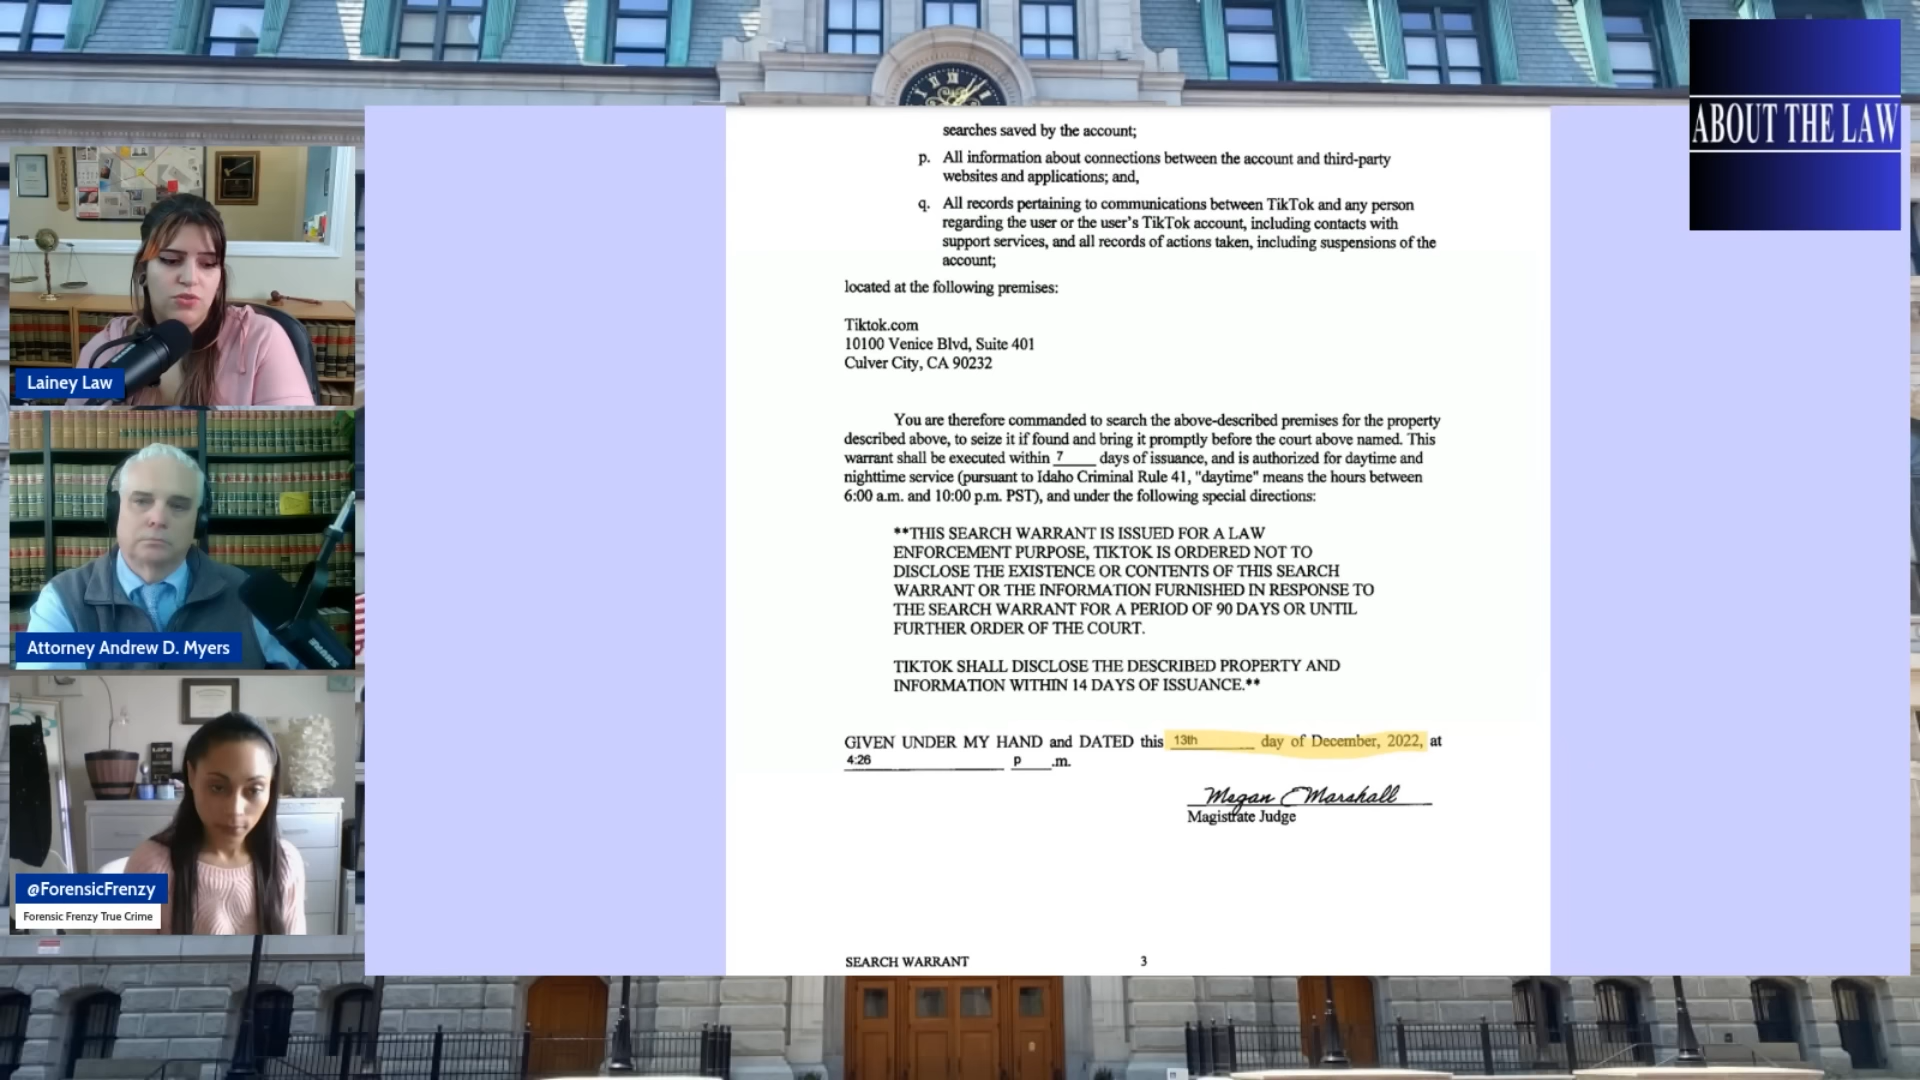 ABOUT THE LAW
searches saved by the account;
p. All information about connections between the account and third-party
websites and applications; and,
q. All records pertaining to communications between TikTok and any person
regarding the user or the user's TikTok account, including contacts with
support services, and all records of actions taken, including suspensions of the
account;
located at the following premises:
Tiktok.com
10100 Venice Blvd, Suite 401
Culver City, CA 90232
You are therefore commanded to search the above-described premises for the property
described above, to seize it if found and bring it promptly before the court above named. This
warrant shall be executed within 7 days of issuance, and is authorized for daytime and
nighttime service (pursuant to Idaho Criminal Rule 41, "daytime" means the hours between
6:00 a.m. and 10:00 p.m. PST), and under the following special directions:
**THIS SEARCH WARRANT IS ISSUED FOR A LAW
ENFORCEMENT PURPOSE, TIKTOK IS ORDERED NOT TO
DISCLOSE THE EXISTENCE OR CONTENTS OF THIS SEARCH
WARRANT OR THE INFORMATION FURNISHED IN RESPONSE TO
THE SEARCH WARRANT FOR A PERIOD OF 90 DAYS OR UNTIL
FURTHER ORDER OF THE COURT.
TIKTOK SHALL DISCLOSE THE DESCRIBED PROPERTY AND
INFORMATION WITHIN 14 DAYS OF ISSUANCE.**
GIVEN UNDER MY HAND and DATED this 13th day of December, 2022, at
4:26 p .m.
Megan E Marshall
Magistrate Judge
SEARCH WARRANT 3
Lainey Law
Attorney Andrew D. Myers
@ForensicFrenzy
Forensic Frenzy True Crime